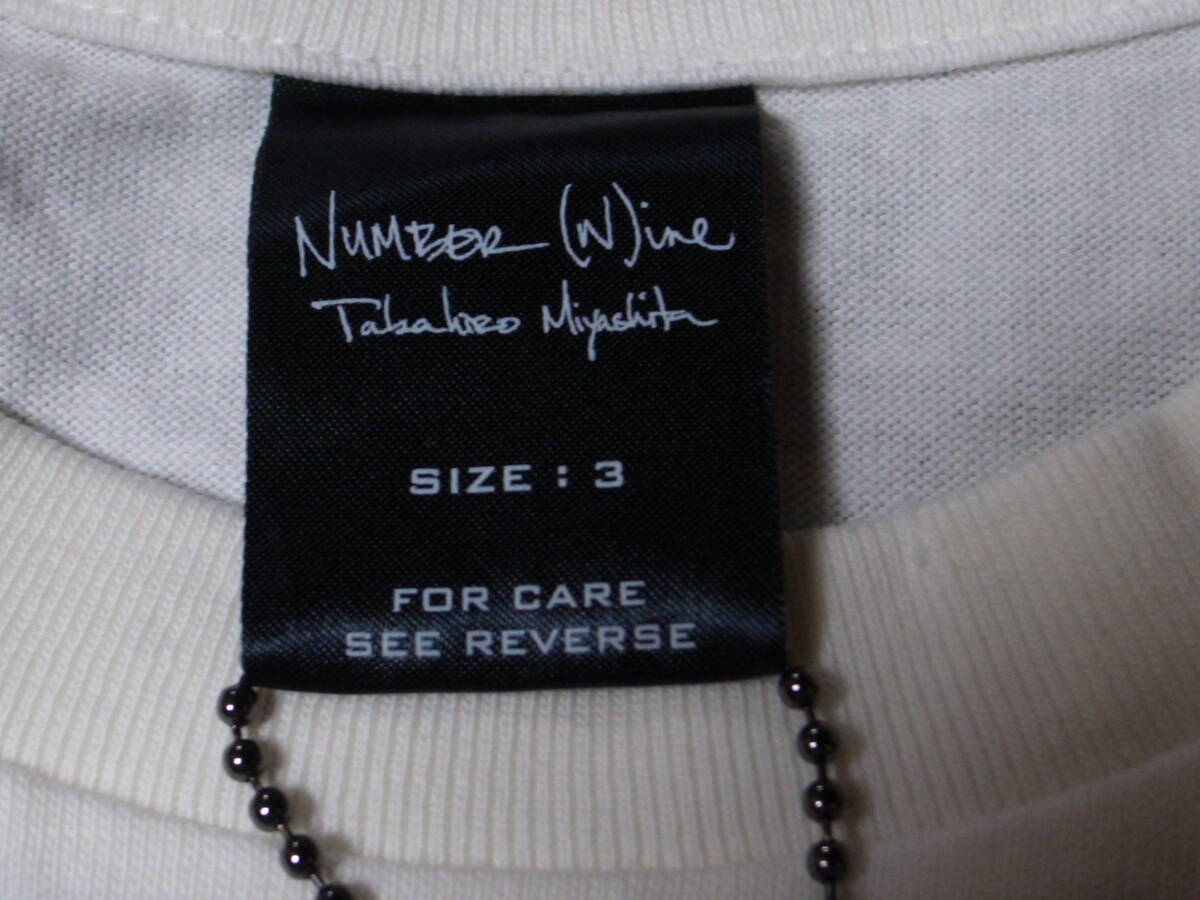 NUMBER (N)ine
Takahiro Miyashita
SIZE : 3
FOR CARE
SEE REVERSE